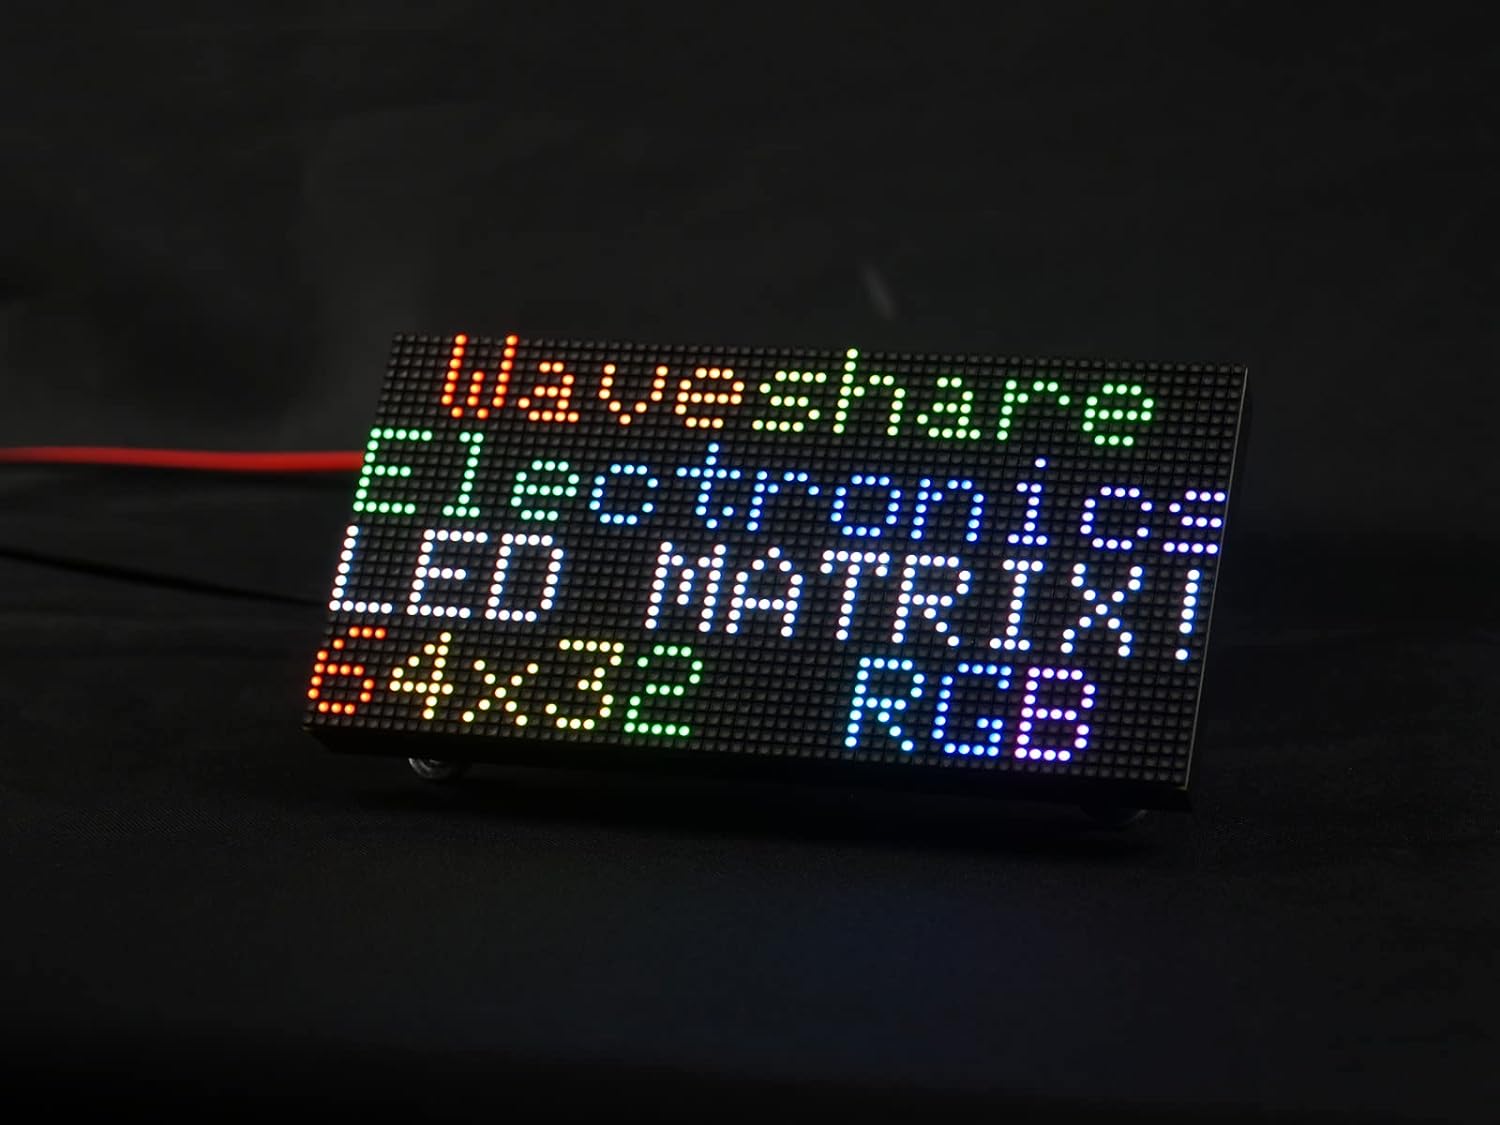 Waveshare
Electronics
LED MATRIX!
64x32 RGB